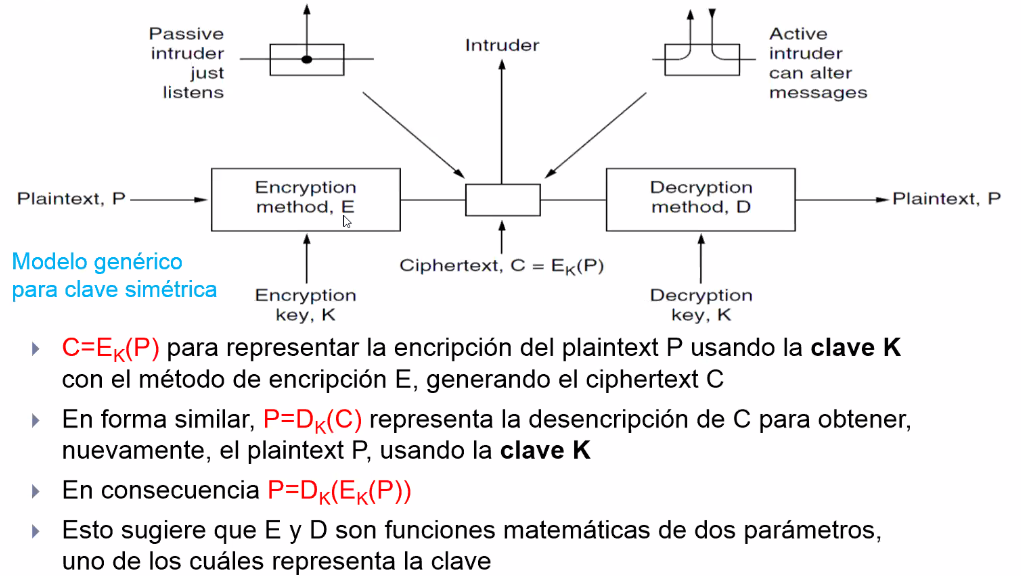 Passive
intruder
just
listens
Intruder
Active
intruder
can alter
messages
Plaintext, P
Encryption
method, E
Decryption
method, D
Plaintext, P
Ciphertext, C = E_K(P)
Modelo genérico
para clave simétrica
Encryption
key, K
Decryption
key, K
C=E_K(P) para representar la encripción del plaintext P usando la clave K
con el método de encripción E, generando el ciphertext C
En forma similar, P=D_K(C) representa la desencripción de C para obtener,
nuevamente, el plaintext P, usando la clave K
En consecuencia P=D_K(E_K(P))
Esto sugiere que E y D son funciones matemáticas de dos parámetros,
uno de los cuáles representa la clave